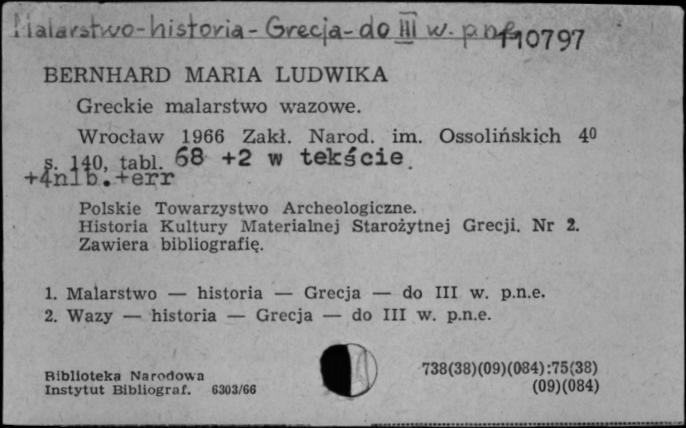 Malarstwo-historia-Grecja-do III w. p.n.e.
110797
BERNHARD MARIA LUDWIKA
Greckie malarstwo wazowe.
Wrocław 1966 Zakł. Narod. im. Ossolińskich 4⁰
s. 140, tabl. 68 +2 w tekście.
+4nlb.+err
Polskie Towarzystwo Archeologiczne.
Historia Kultury Materialnej Starożytnej Grecji. Nr 2.
Zawiera bibliografię.
1. Malarstwo — historia — Grecja — do III w. p.n.e.
2. Wazy — historia — Grecja — do III w. p.n.e.
Biblioteka Narodowa
Instytut Bibliograf. 6303/66
738(38)(09)(084):75(38)
(09)(084)